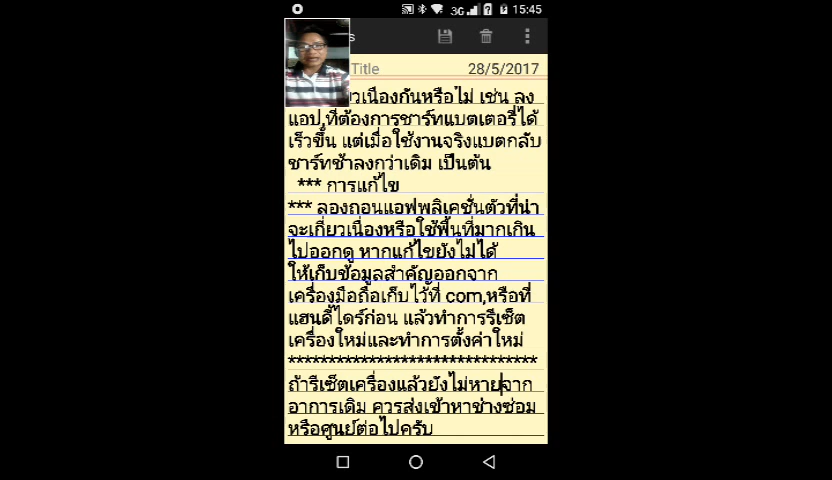 3G 15:45
s
Title 28/5/2017
ยวเนื่องกันหรือไม่ เช่น ลง
แอป,ที่ต้องการชาร์ทแบตเตอรี่ได้
เร็วขึ้น แต่เมื่อใช้งานจริงแบตกลับ
ชาร์ทช้าลงกว่าเดิม เป็นต้น
*** การแก้ไข
*** ลองถอนแอฟพลิเคชั่นตัวที่น่า
จะเกี่ยวเนื่องหรือใช้พื้นที่มากเกิน
ไปออกดู หากแก้ไขยังไม่ได้
ให้เก็บข้อมูลสำคัญออกจาก
เครื่องมือถือเก็บไว้ที่ com,หรือที่
แฮนดี้ไดร์ก่อน แล้วทำการรีเซ็ต
เครื่องใหม่และทำการตั้งค่าใหม่
*******************************
ถ้ารีเซ็ตเครื่องแล้วยังไม่หายจาก
อาการเดิม ควรส่งเข้าหาช่างซ่อม
หรือศูนย์ต่อไปครับ